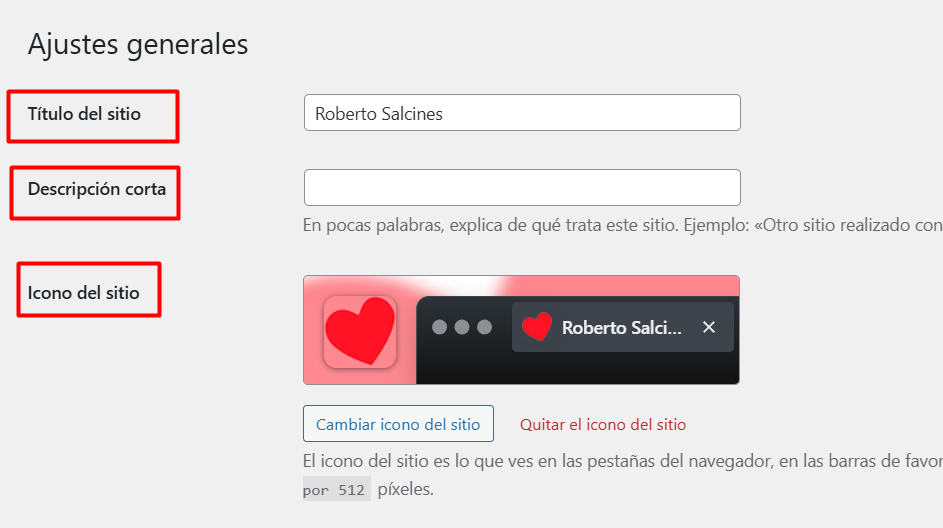 Ajustes generales
Título del sitio
Roberto Salcines
Descripción corta
En pocas palabras, explica de qué trata este sitio. Ejemplo: «Otro sitio realizado con
Icono del sitio
Roberto Salci...
Cambiar icono del sitio
Quitar el icono del sitio
El icono del sitio es lo que ves en las pestañas del navegador, en las barras de favor
por 512 píxeles.